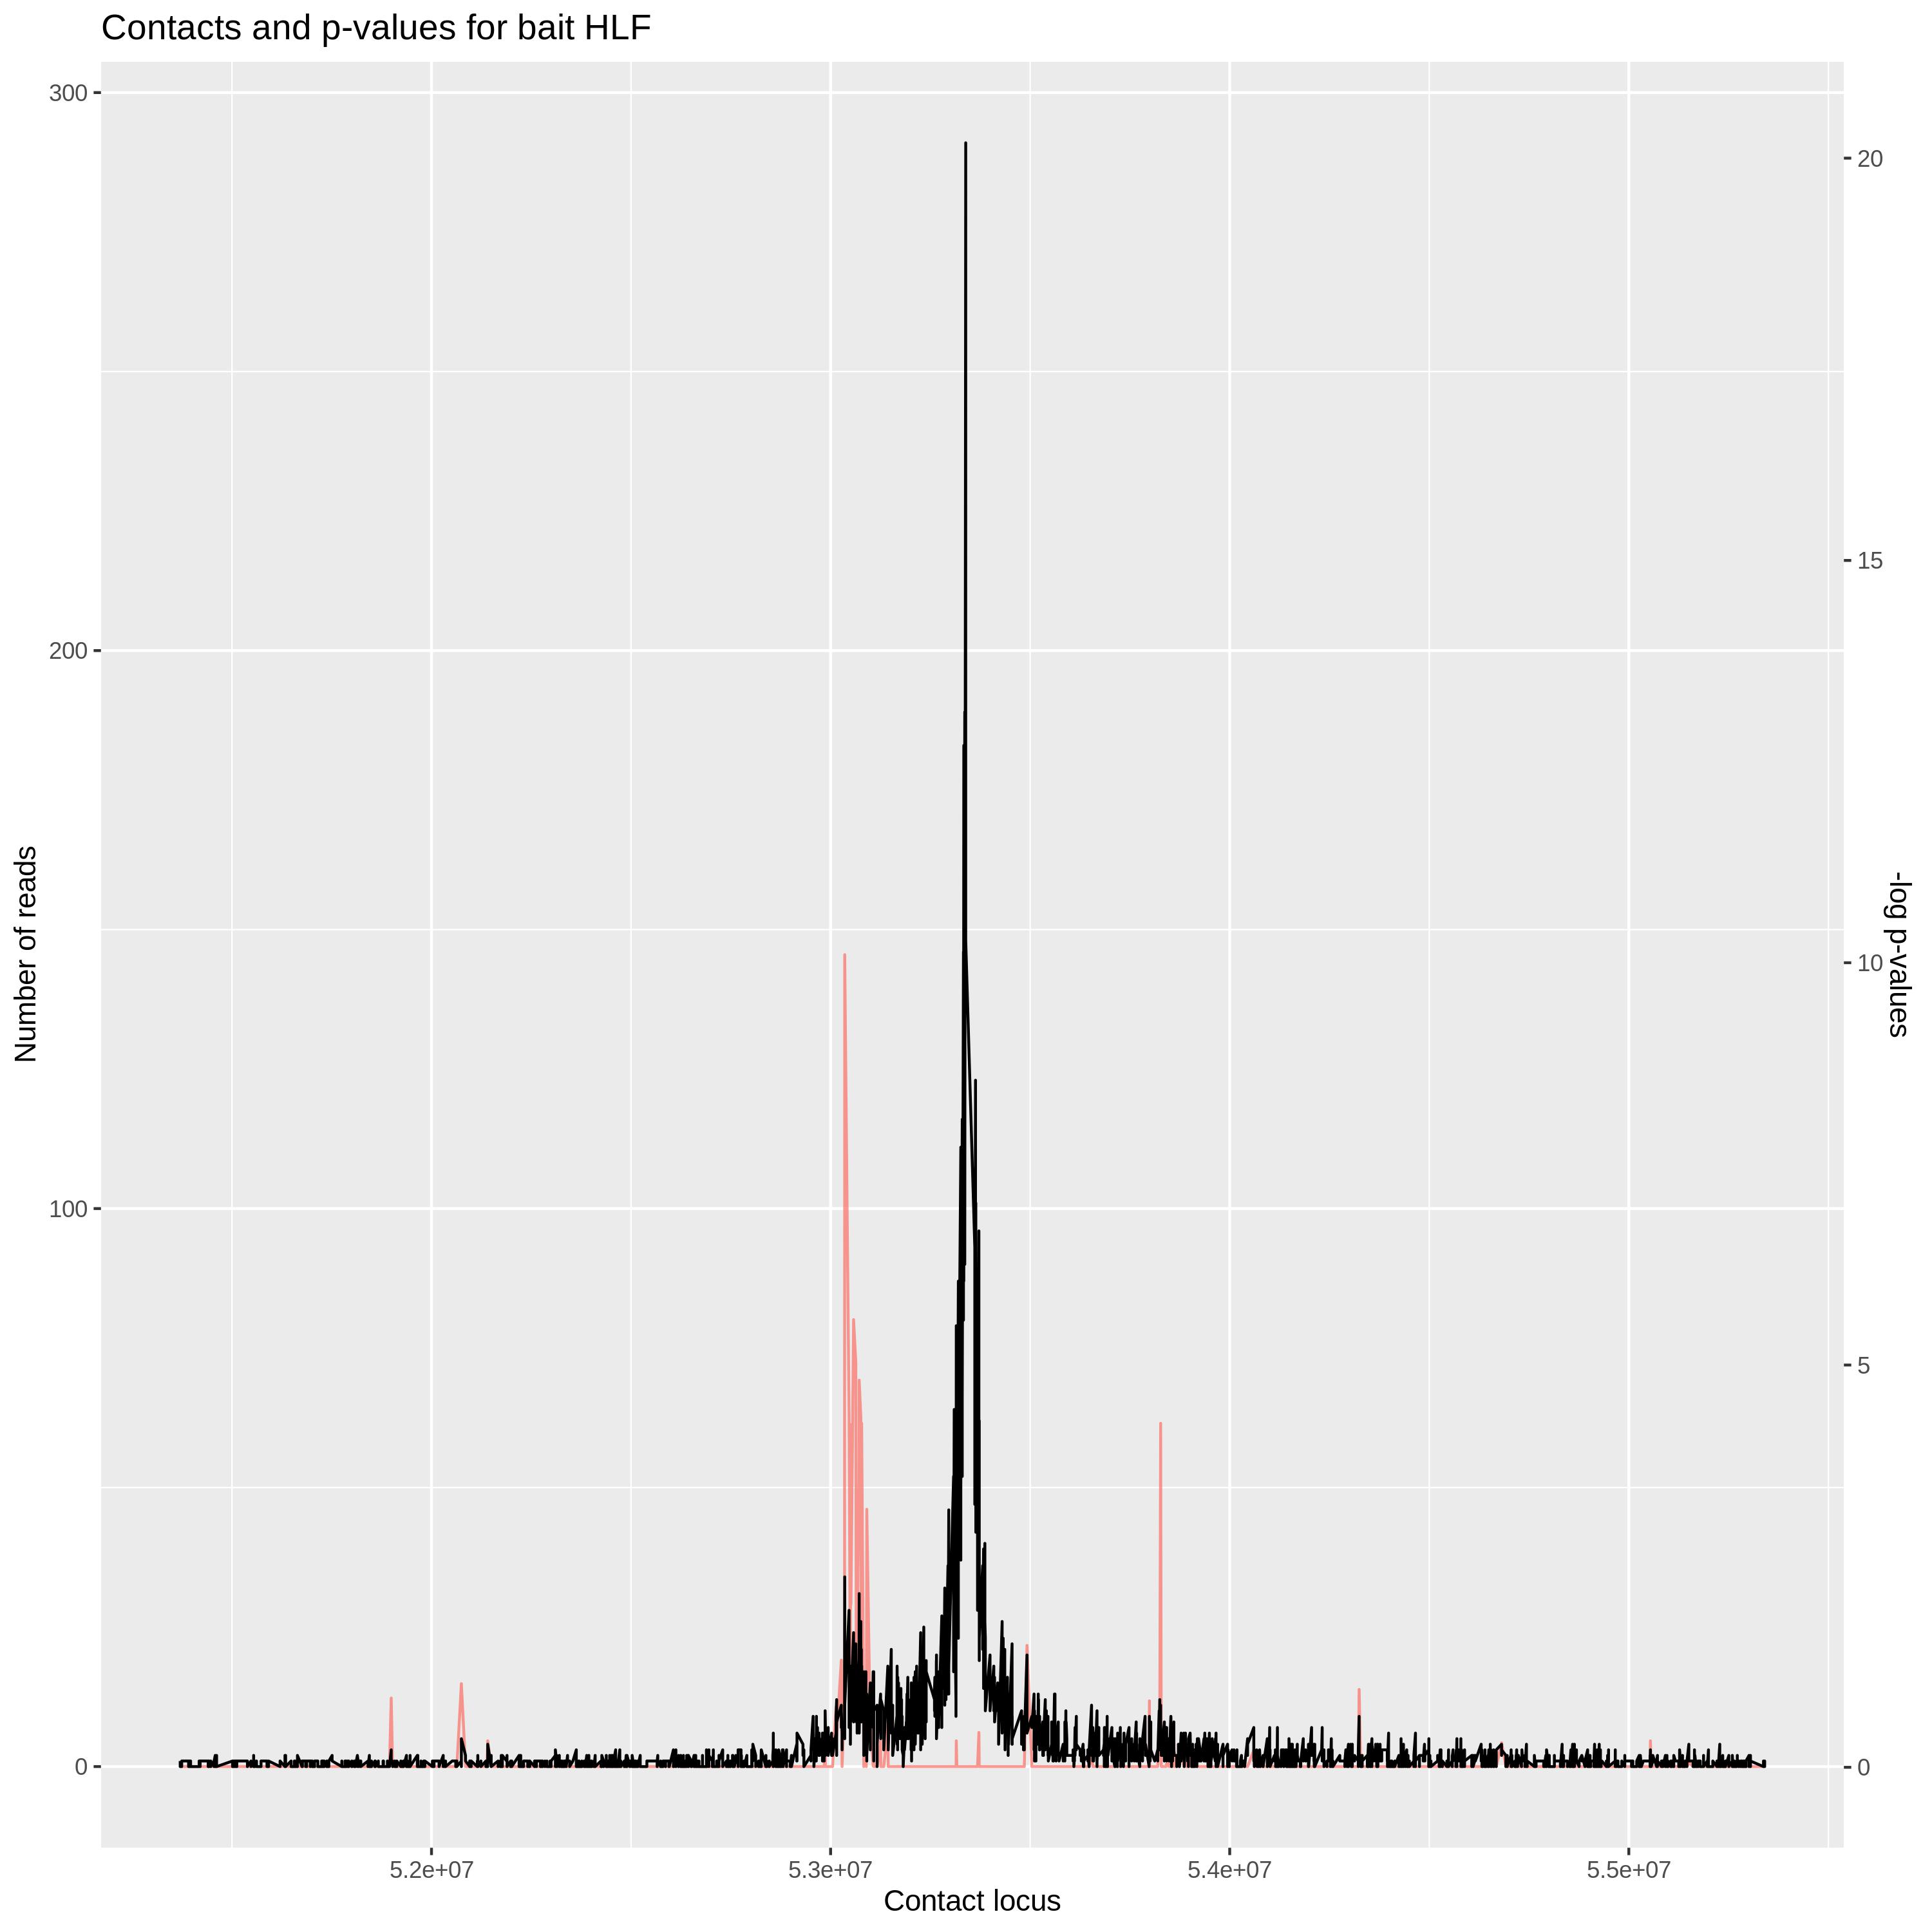 Contacts and p-values for bait HLF
300
200
100
0
Number of reads
20
15
10
5
0
-log p-values
5.2e+07
5.3e+07
5.4e+07
5.5e+07
Contact locus